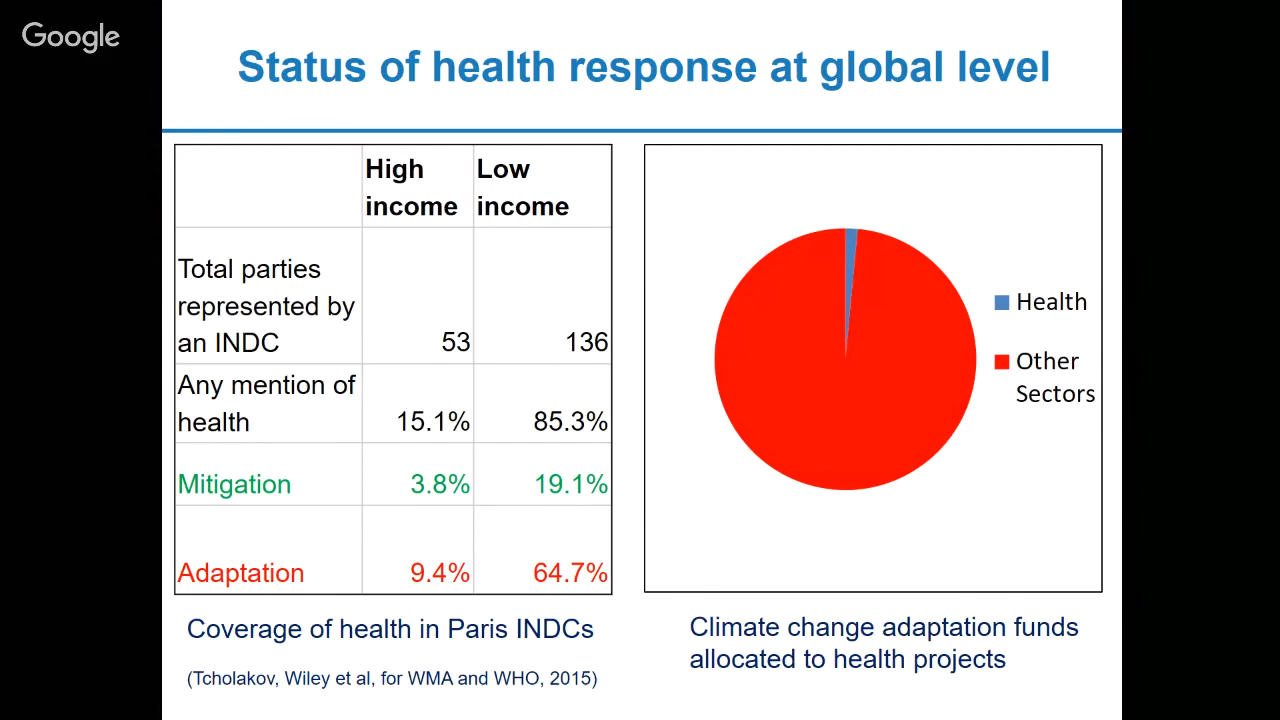 Google
Status of health response at global level
High
income
Low
income
Total parties
represented by
an INDC
53
136
Any mention of
health
15.1%
85.3%
Mitigation
3.8%
19.1%
Adaptation
9.4%
64.7%
Coverage of health in Paris INDCs
(Tcholakov, Wiley et al, for WMA and WHO, 2015)
Health
Other
Sectors
Climate change adaptation funds
allocated to health projects